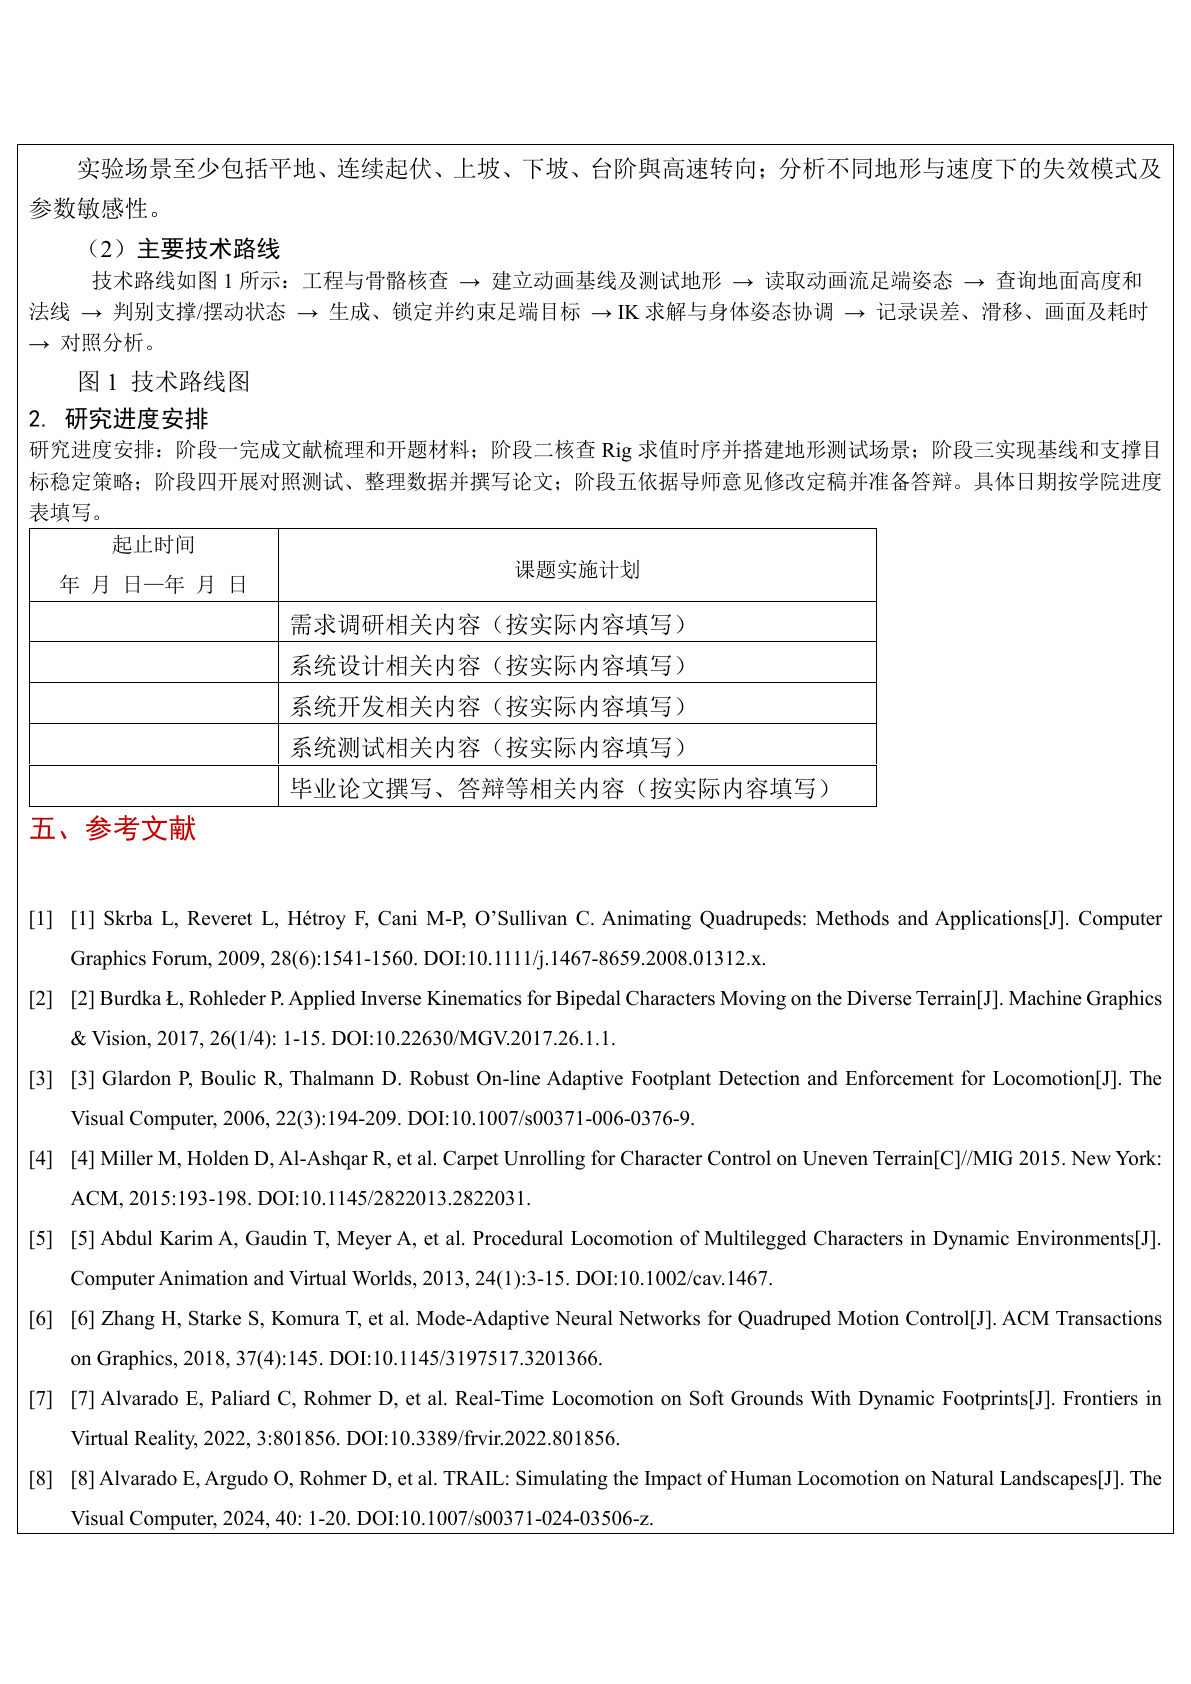 实验场景至少包括平地、连续起伏、上坡、下坡、台阶與高速转向；分析不同地形与速度下的失效模式及
参数敏感性。
（2）主要技术路线
技术路线如图 1 所示：工程与骨骼核查 → 建立动画基线及测试地形 → 读取动画流足端姿态 → 查询地面高度和
法线 → 判别支撑/摆动状态 → 生成、锁定并约束足端目标 → IK 求解与身体姿态协调 → 记录误差、滑移、画面及耗时
→ 对照分析。
图 1 技术路线图
2. 研究进度安排
研究进度安排：阶段一完成文献梳理和开题材料；阶段二核查 Rig 求值时序并搭建地形测试场景；阶段三实现基线和支撑目
标稳定策略；阶段四开展对照测试、整理数据并撰写论文；阶段五依据导师意见修改定稿并准备答辩。具体日期按学院进度
表填写。
起止时间
年 月 日—年 月 日
课题实施计划
需求调研相关内容（按实际内容填写）
系统设计相关内容（按实际内容填写）
系统开发相关内容（按实际内容填写）
系统测试相关内容（按实际内容填写）
毕业论文撰写、答辩等相关内容（按实际内容填写）
五、参考文献
[1] [1] Skrba L, Reveret L, Hétroy F, Cani M-P, O’Sullivan C. Animating Quadrupeds: Methods and Applications[J]. Computer
Graphics Forum, 2009, 28(6):1541-1560. DOI:10.1111/j.1467-8659.2008.01312.x.
[2] [2] Burdka Ł, Rohleder P. Applied Inverse Kinematics for Bipedal Characters Moving on the Diverse Terrain[J]. Machine Graphics
& Vision, 2017, 26(1/4): 1-15. DOI:10.22630/MGV.2017.26.1.1.
[3] [3] Glardon P, Boulic R, Thalmann D. Robust On-line Adaptive Footplant Detection and Enforcement for Locomotion[J]. The
Visual Computer, 2006, 22(3):194-209. DOI:10.1007/s00371-006-0376-9.
[4] [4] Miller M, Holden D, Al-Ashqar R, et al. Carpet Unrolling for Character Control on Uneven Terrain[C]//MIG 2015. New York:
ACM, 2015:193-198. DOI:10.1145/2822013.2822031.
[5] [5] Abdul Karim A, Gaudin T, Meyer A, et al. Procedural Locomotion of Multilegged Characters in Dynamic Environments[J].
Computer Animation and Virtual Worlds, 2013, 24(1):3-15. DOI:10.1002/cav.1467.
[6] [6] Zhang H, Starke S, Komura T, et al. Mode-Adaptive Neural Networks for Quadruped Motion Control[J]. ACM Transactions
on Graphics, 2018, 37(4):145. DOI:10.1145/3197517.3201366.
[7] [7] Alvarado E, Paliard C, Rohmer D, et al. Real-Time Locomotion on Soft Grounds With Dynamic Footprints[J]. Frontiers in
Virtual Reality, 2022, 3:801856. DOI:10.3389/frvir.2022.801856.
[8] [8] Alvarado E, Argudo O, Rohmer D, et al. TRAIL: Simulating the Impact of Human Locomotion on Natural Landscapes[J]. The
Visual Computer, 2024, 40: 1-20. DOI:10.1007/s00371-024-03506-z.